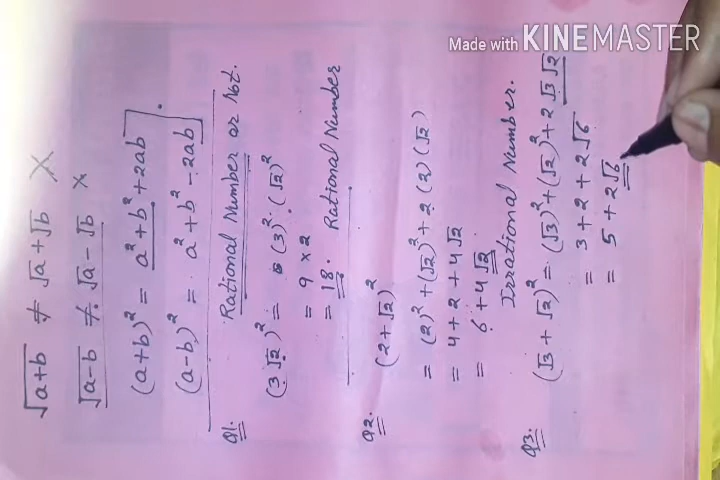 Made with KINEMASTER
√(a+b) ≠ √a + √b ×
√(a-b) ≠ √a - √b ×
(a+b)² = a² + b² + 2ab
(a-b)² = a² + b² - 2ab
Q1. Rational Number or Not.
(3√2)² = (3)² · (√2)²
= 9 × 2
= 18. Rational Number
Q2. (2+√2)²
= (2)² + (√2)² + 2 (2) (√2)
= 4 + 2 + 4√2
= 6 + 4√2
Irrational Number.
Q3. (√3 + √2)² = (√3)² + (√2)² + 2 √3 √2
= 3 + 2 + 2√6
= 5 + 2√6